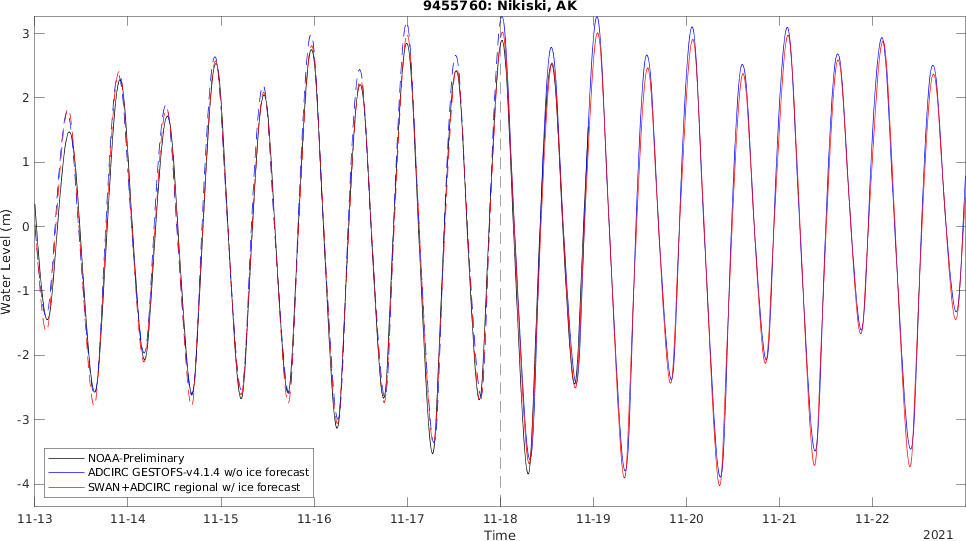 9455760: Nikiski, AK
3
2
1
0
-1
-2
-3
-4
Water Level (m)
NOAA-Preliminary
ADCIRC GESTOFS-v4.1.4 w/o ice forecast
SWAN+ADCIRC regional w/ ice forecast
11-13 11-14 11-15 11-16 11-17 11-18 11-19 11-20 11-21 11-22
Time
2021